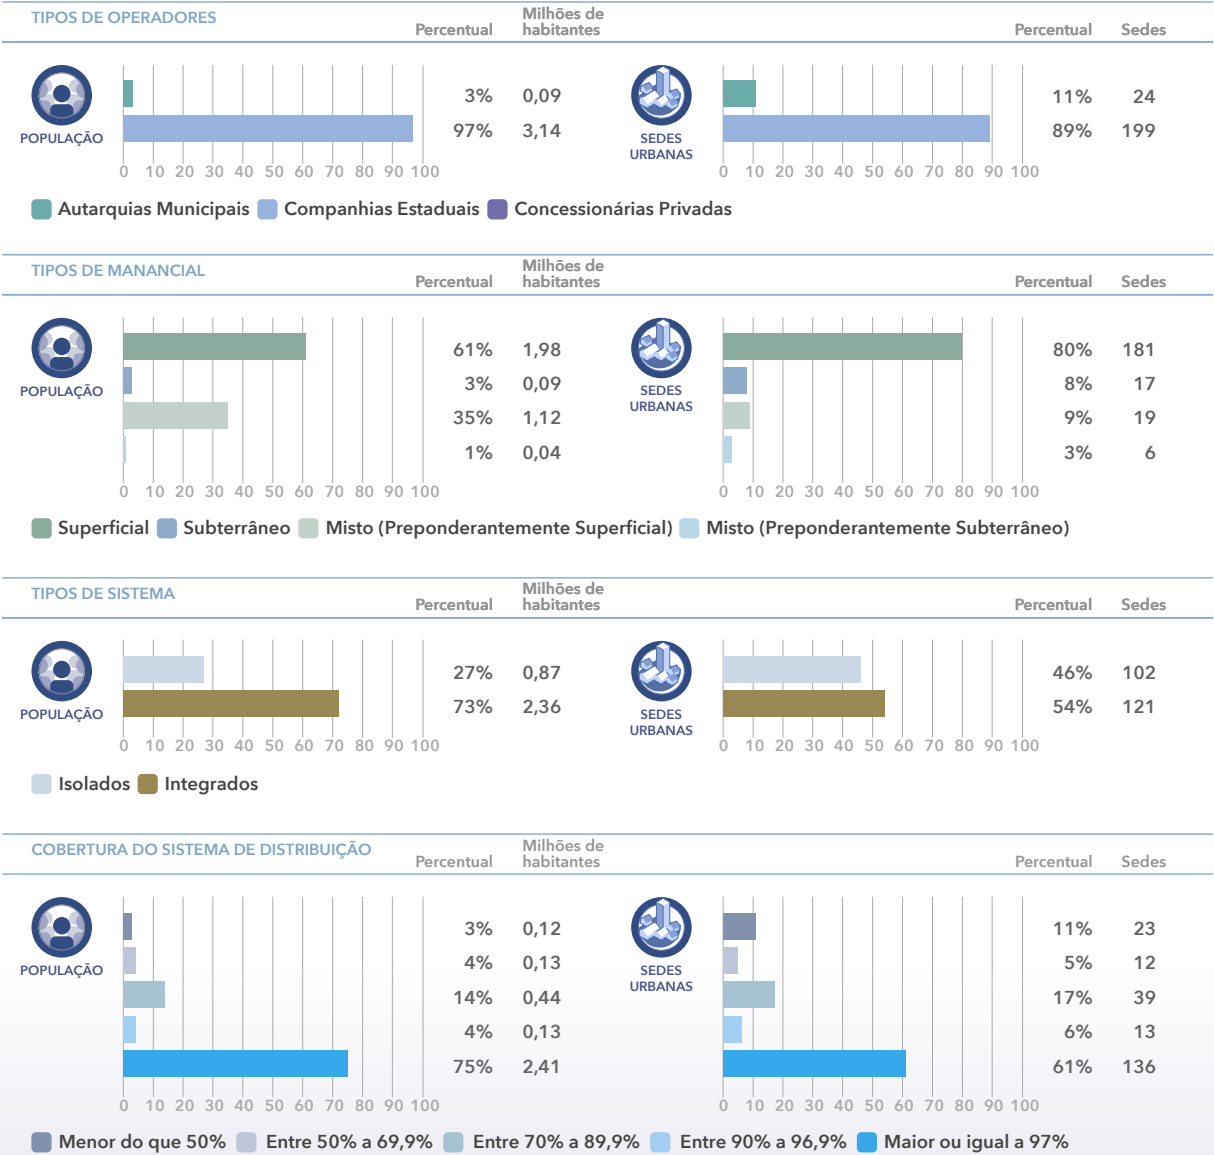 TIPOS DE OPERADORES
Percentual
Milhões de
habitantes
Percentual Sedes
POPULAÇÃO
3% 0,09
97% 3,14
0 10 20 30 40 50 60 70 80 90 100
SEDES
URBANAS
11% 24
89% 199
0 10 20 30 40 50 60 70 80 90 100
Autarquias Municipais Companhias Estaduais Concessionárias Privadas
TIPOS DE MANANCIAL
Percentual
Milhões de
habitantes
Percentual Sedes
POPULAÇÃO
61% 1,98
3% 0,09
35% 1,12
1% 0,04
0 10 20 30 40 50 60 70 80 90 100
SEDES
URBANAS
80% 181
8% 17
9% 19
3% 6
0 10 20 30 40 50 60 70 80 90 100
Superficial Subterrâneo Misto (Preponderantemente Superficial) Misto (Preponderantemente Subterrâneo)
TIPOS DE SISTEMA
Percentual
Milhões de
habitantes
Percentual Sedes
POPULAÇÃO
27% 0,87
73% 2,36
0 10 20 30 40 50 60 70 80 90 100
SEDES
URBANAS
46% 102
54% 121
0 10 20 30 40 50 60 70 80 90 100
Isolados Integrados
COBERTURA DO SISTEMA DE DISTRIBUIÇÃO
Percentual
Milhões de
habitantes
Percentual Sedes
POPULAÇÃO
3% 0,12
4% 0,13
14% 0,44
4% 0,13
75% 2,41
0 10 20 30 40 50 60 70 80 90 100
SEDES
URBANAS
11% 23
5% 12
17% 39
6% 13
61% 136
0 10 20 30 40 50 60 70 80 90 100
Menor do que 50% Entre 50% a 69,9% Entre 70% a 89,9% Entre 90% a 96,9% Maior ou igual a 97%